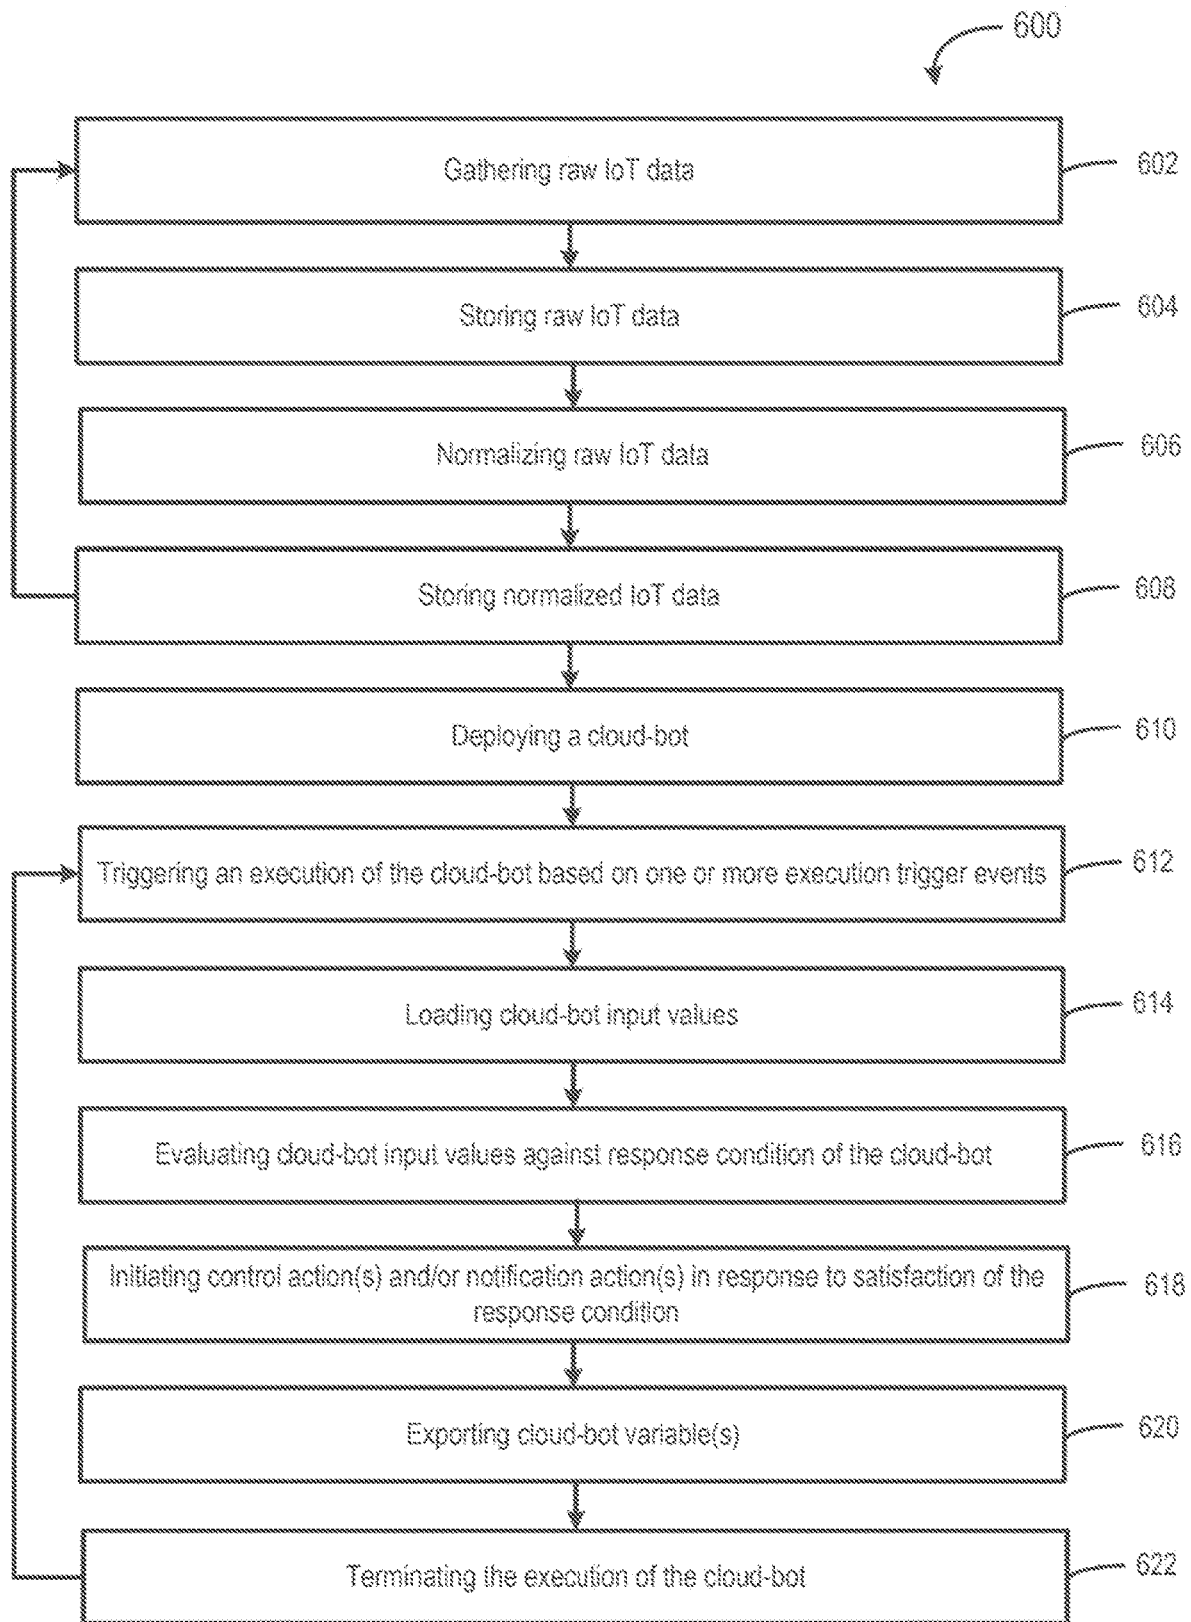 600
Gathering raw IoT data
602
Storing raw IoT data
604
Normalizing raw IoT data
606
Storing normalized IoT data
608
Deploying a cloud-bot
610
Triggering an execution of the cloud-bot based on one or more execution trigger events
612
Loading cloud-bot input values
614
Evaluating cloud-bot input values against response condition of the cloud-bot
616
Initiating control action(s) and/or notification action(s) in response to satisfaction of the
response condition
618
Exporting cloud-bot variable(s)
620
Terminating the execution of the cloud-bot
622